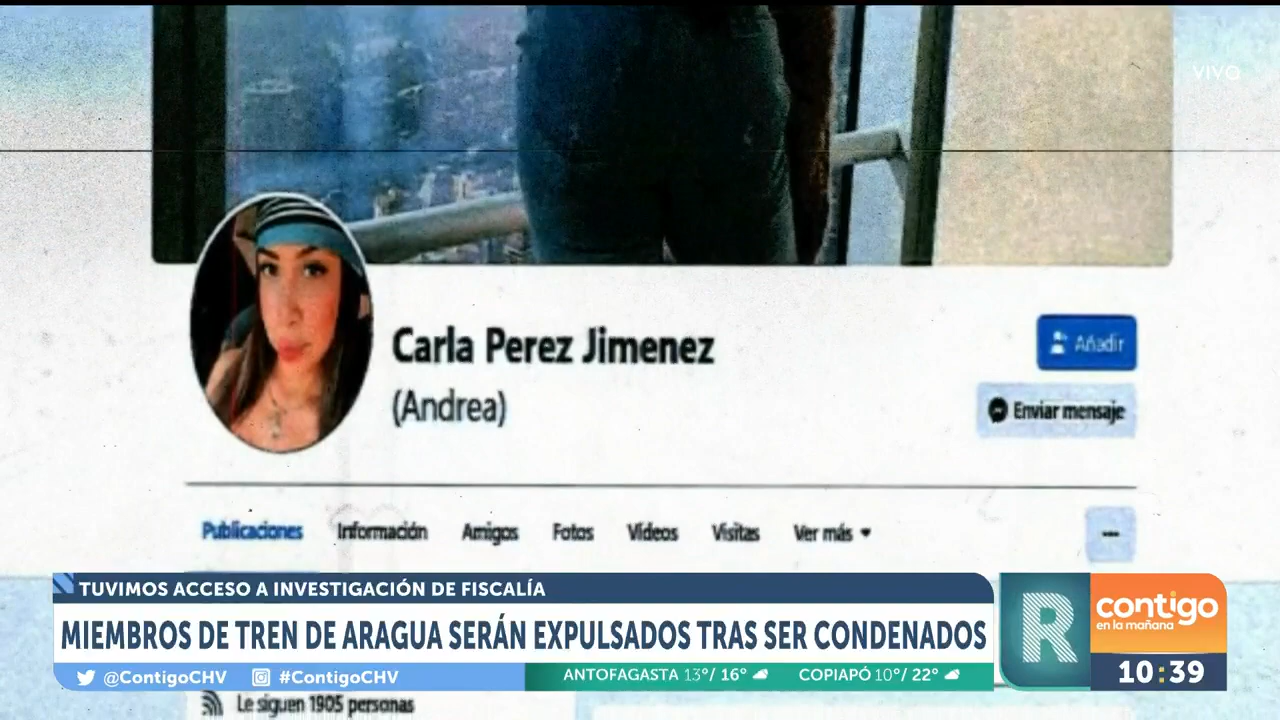 VIVO
Carla Perez Jimenez
(Andrea)
Añadir
Enviar mensaje
Publicaciones Información Amigos Fotos Vídeos Visitas Ver más
TUVIMOS ACCESO A INVESTIGACIÓN DE FISCALÍA
MIEMBROS DE TREN DE ARAGUA SERÁN EXPULSADOS TRAS SER CONDENADOS
@ContigoCHV #ContigoCHV ANTOFAGASTA 13°/ 16° COPIAPÓ 10°/ 22°
R
contigo
en la mañana
10:39
Le siguen 1905 personas